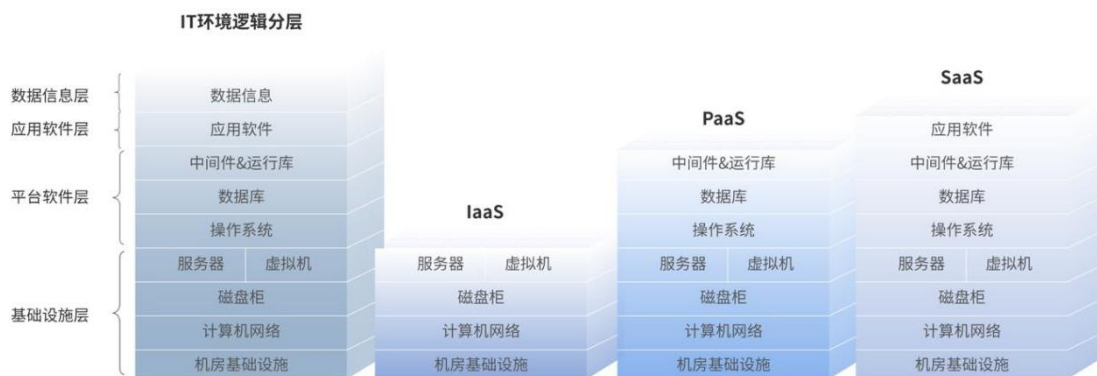 IT环境逻辑分层
数据信息层
应用软件层
平台软件层
基础设施层
数据信息
应用软件
中间件&运行库
数据库
操作系统
服务器 虚拟机
磁盘柜
计算机网络
机房基础设施
IaaS
服务器 虚拟机
磁盘柜
计算机网络
机房基础设施
PaaS
中间件&运行库
数据库
操作系统
服务器 虚拟机
磁盘柜
计算机网络
机房基础设施
SaaS
应用软件
中间件&运行库
数据库
操作系统
服务器 虚拟机
磁盘柜
计算机网络
机房基础设施